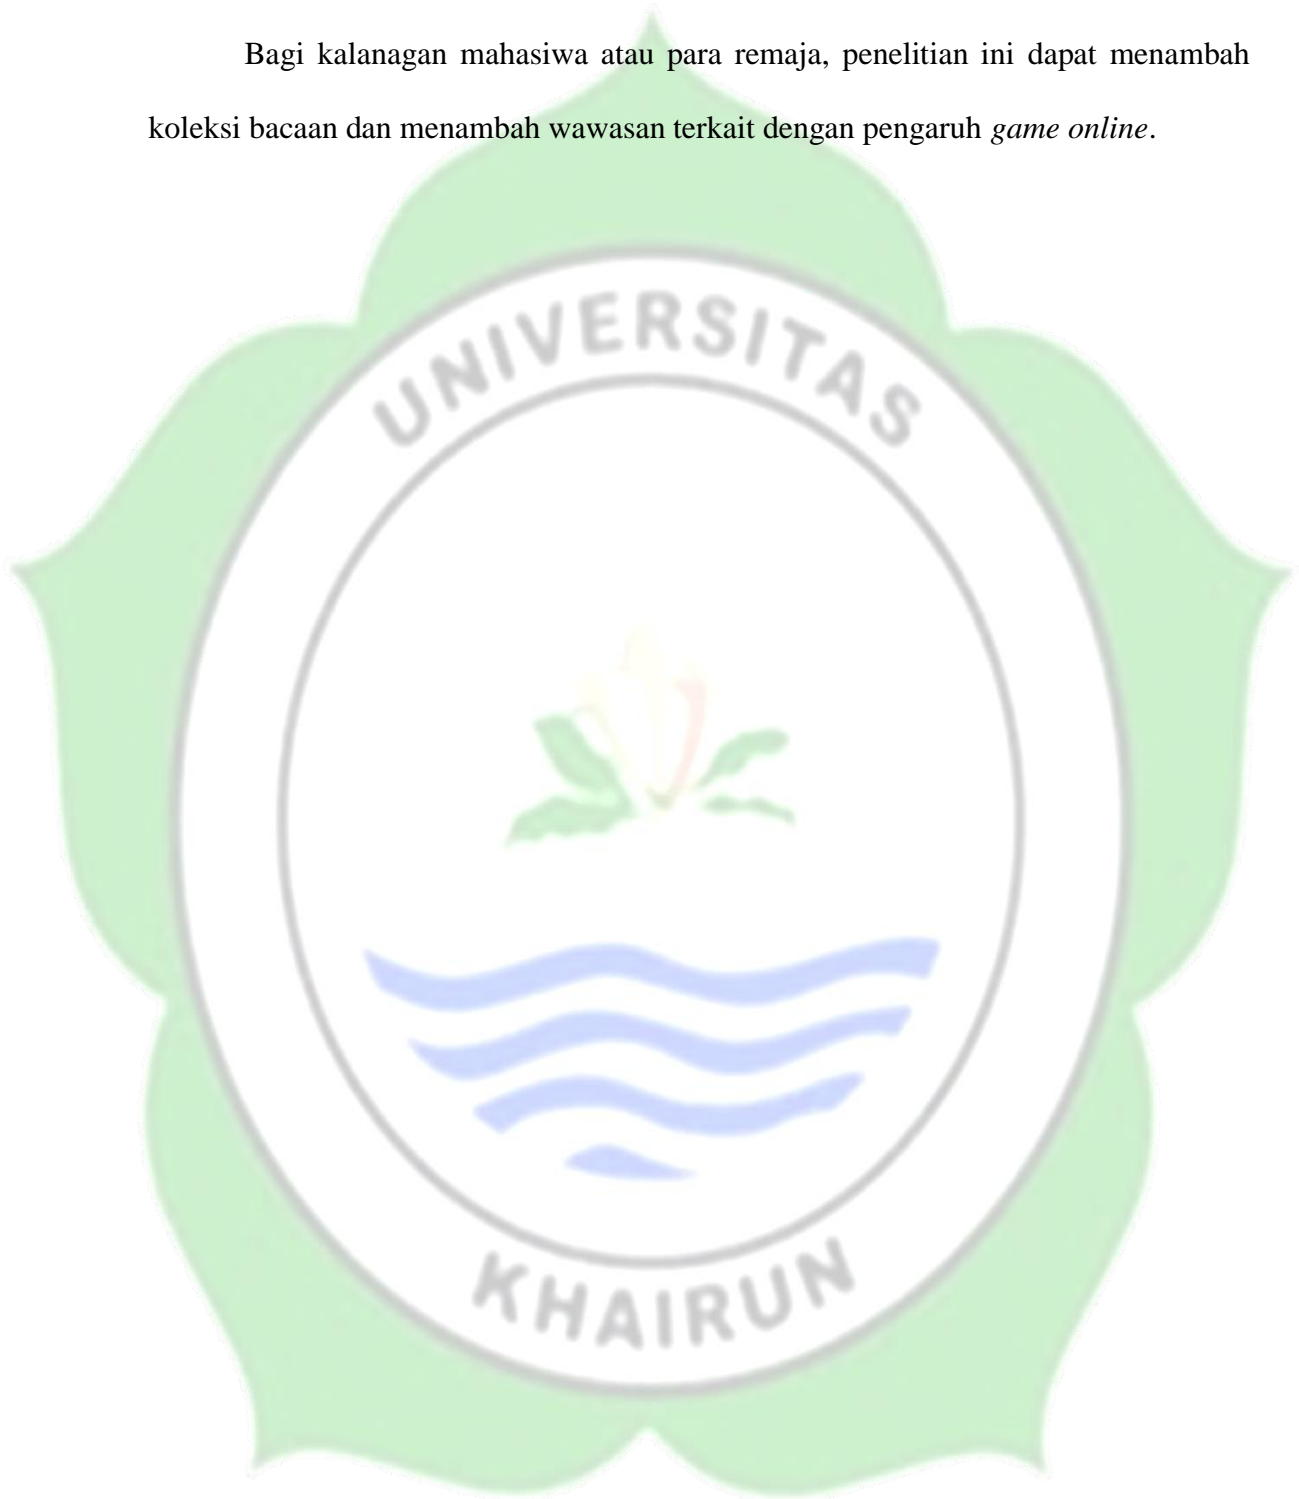 Bagi kalanagan mahasiwa atau para remaja, penelitian ini dapat menambah
koleksi bacaan dan menambah wawasan terkait dengan pengaruh game online.
UNIVERSITAS
KHAIRUN